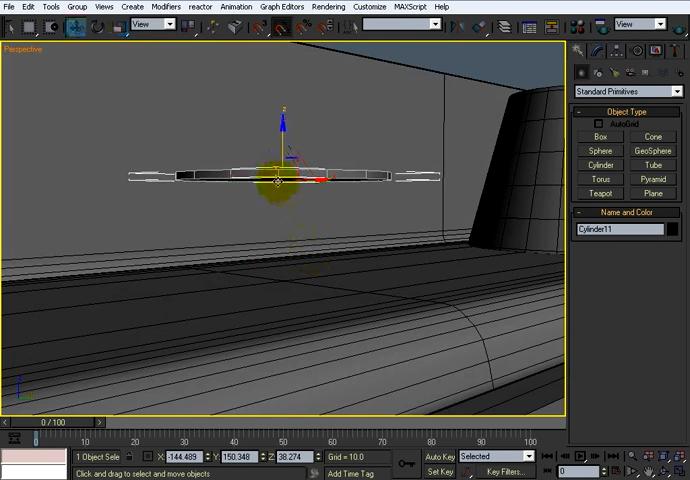 File Edit Tools Group Views Create Modifiers reactor Animation Graph Editors Rendering Customize MAXScript Help
View
View
Perspective
z
Standard Primitives
- Object Type
AutoGrid
Box Cone
Sphere GeoSphere
Cylinder Tube
Torus Pyramid
Teapot Plane
- Name and Color
Cylinder11
0 / 100
0 10 20 30 40 50 60 70 80 90 100
1 Object Sele X: -144.489 Y: 150.348 Z: 38.274 Grid = 10.0 Auto Key Selected
Click and drag to select and move objects Add Time Tag Set Key Key Filters... 0